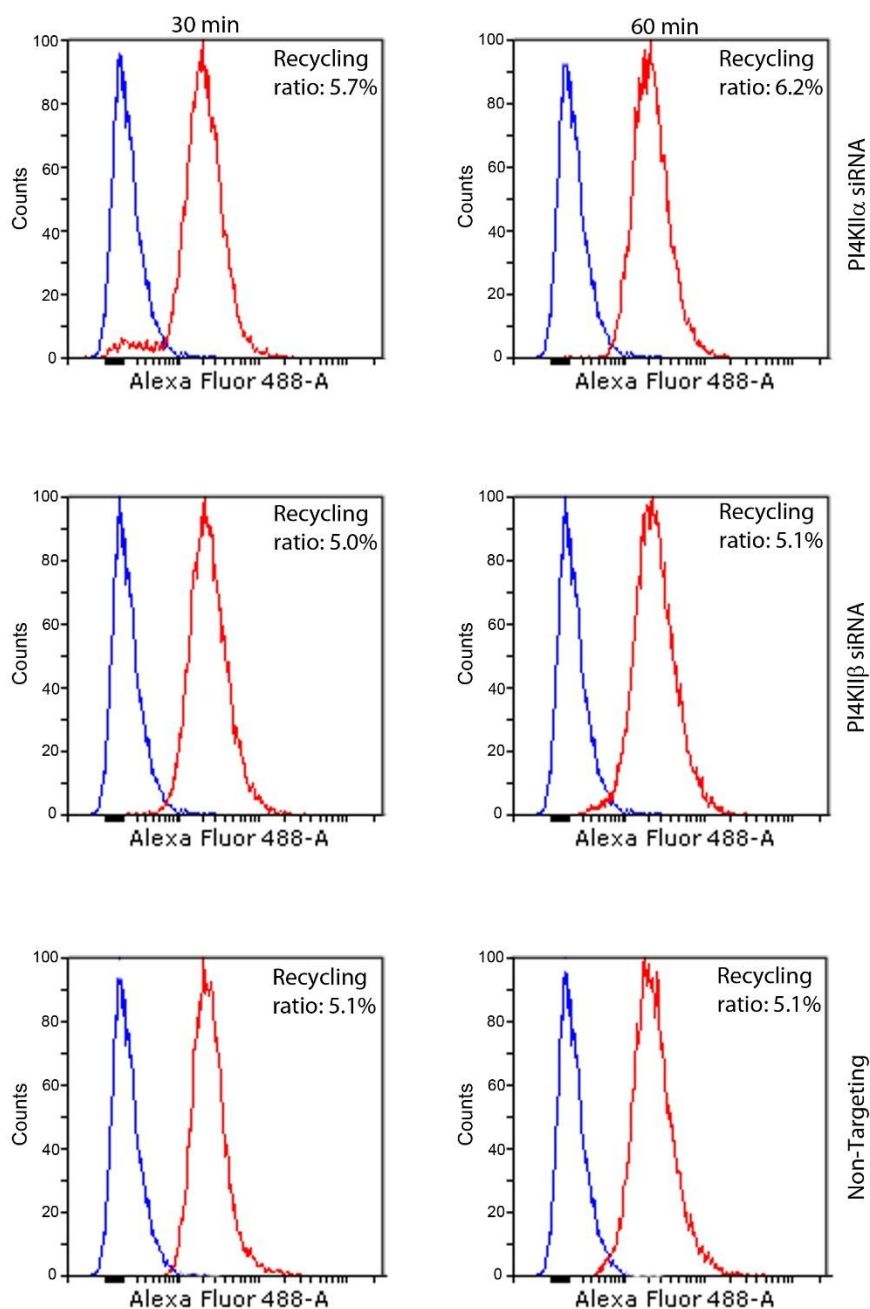 30 min
60 min
100
80
60
40
20
0
Counts
Recycling
ratio: 5.7%
Alexa Fluor 488-A
100
80
60
40
20
0
Counts
Recycling
ratio: 6.2%
Alexa Fluor 488-A
PI4KIIα siRNA
100
80
60
40
20
0
Counts
Recycling
ratio: 5.0%
Alexa Fluor 488-A
100
80
60
40
20
0
Counts
Recycling
ratio: 5.1%
Alexa Fluor 488-A
PI4KIIβ siRNA
100
80
60
40
20
0
Counts
Recycling
ratio: 5.1%
Alexa Fluor 488-A
100
80
60
40
20
0
Counts
Recycling
ratio: 5.1%
Alexa Fluor 488-A
Non-Targeting